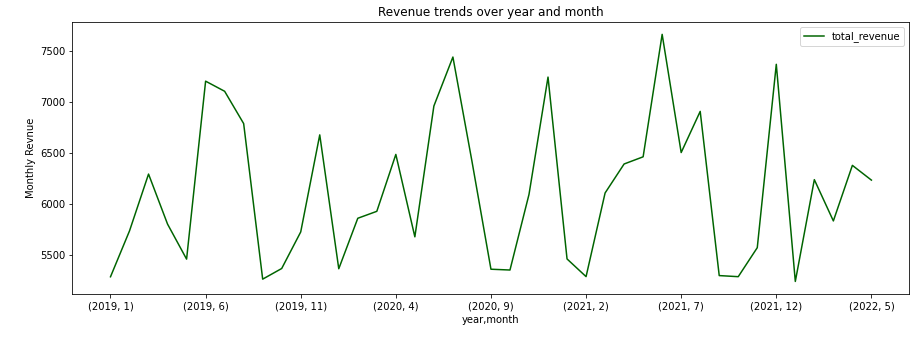 Revenue trends over year and month
total_revenue
7500
7000
6500
6000
5500
Monthly Revnue
(2019, 1) (2019, 6) (2019, 11) (2020, 4) (2020, 9) (2021, 2) (2021, 7) (2021, 12) (2022, 5)
year,month